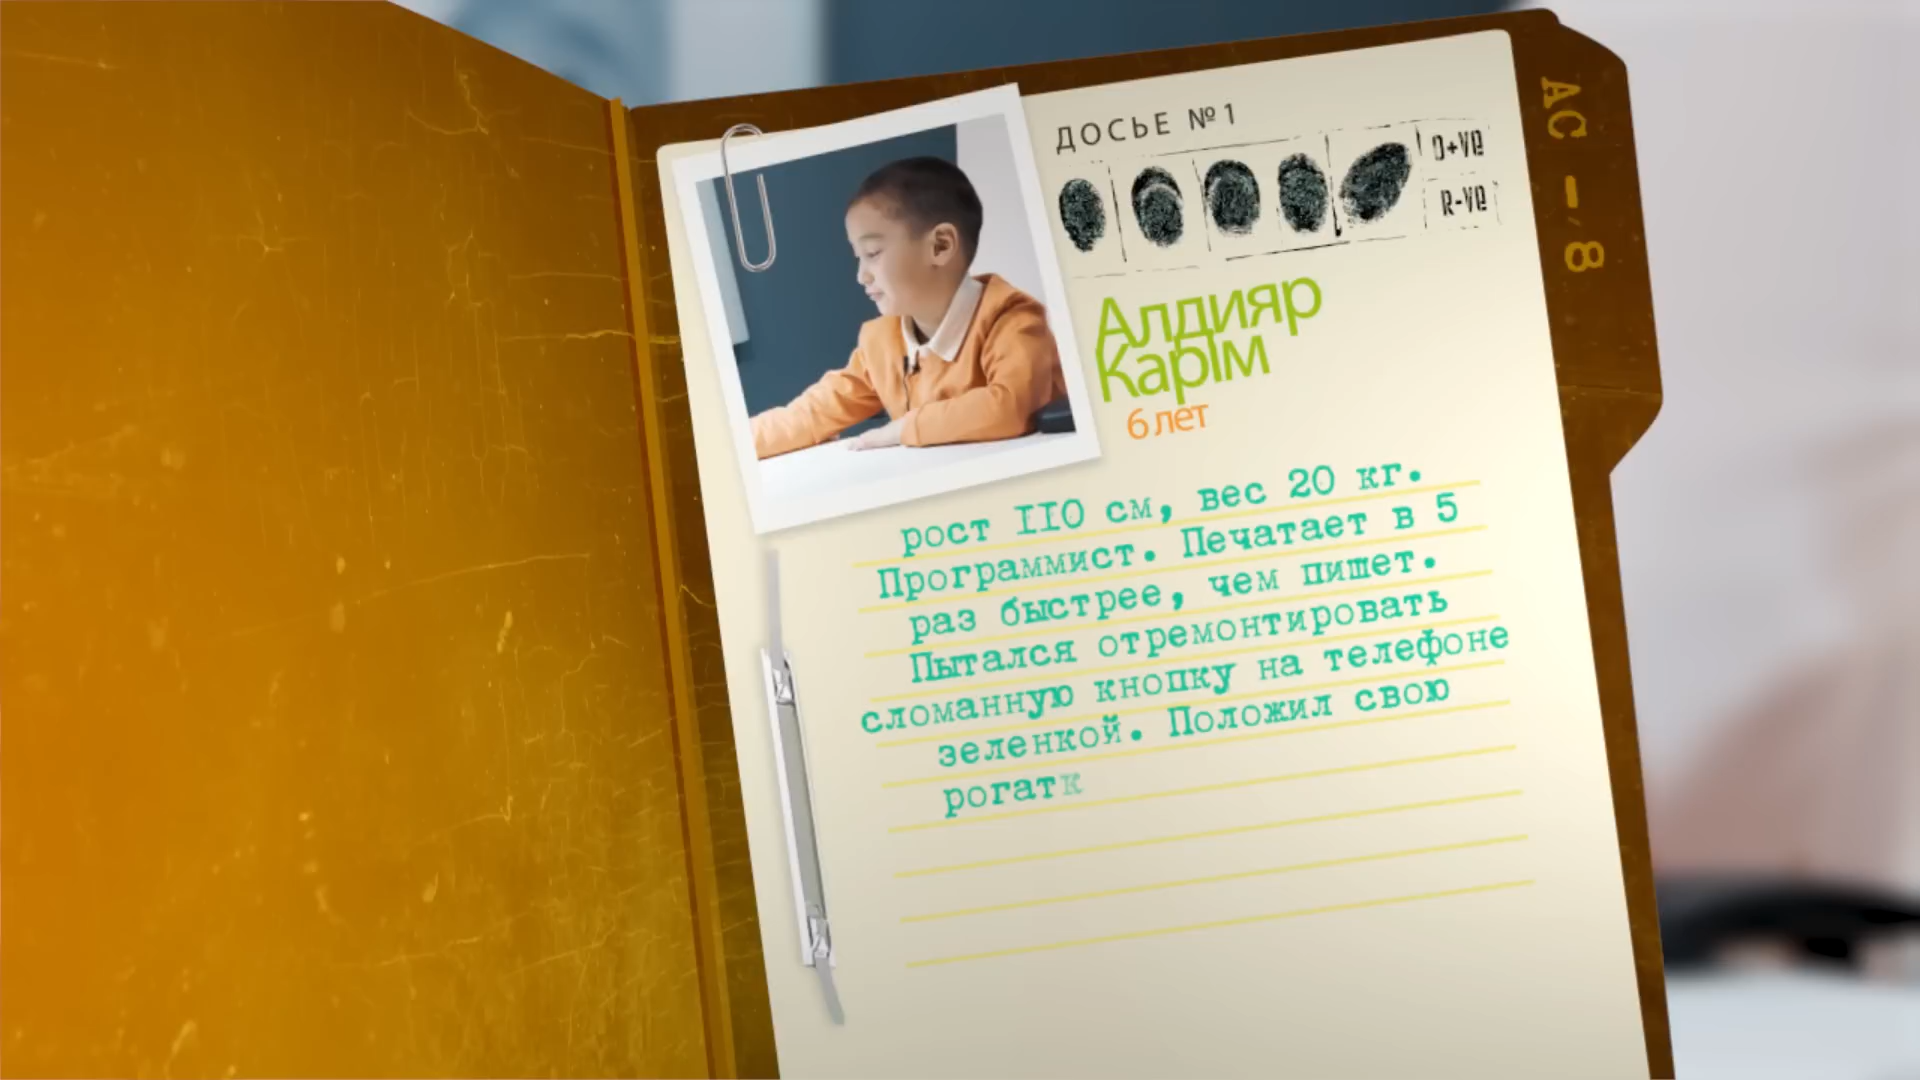 ДОСЬЕ №1
O+ve
R-ve
АС - 8
Алдияр
Карім
6 лет
рост 110 см, вес 20 кг.
Программист. Печатает в 5
раз быстрее, чем пишет.
Пытался отремонтировать
сломанную кнопку на телефоне
зеленкой. Положил свою
рогатк